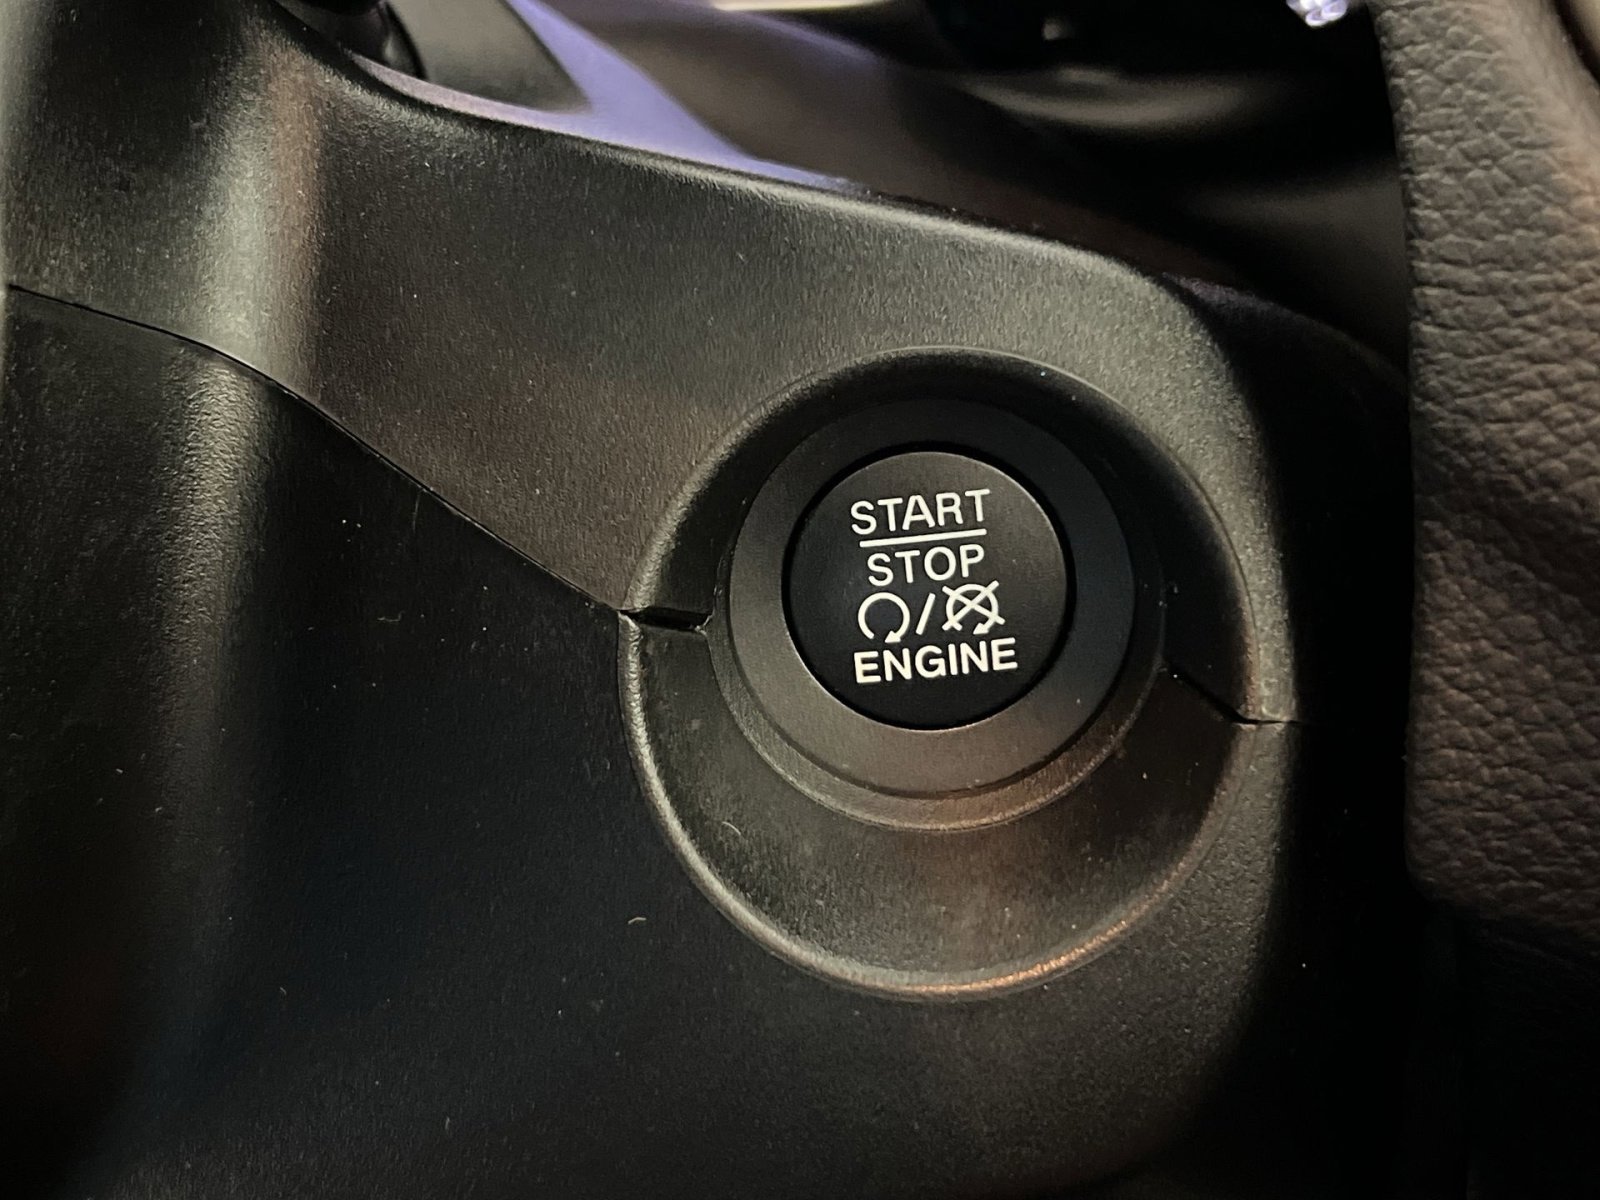 START
STOP
/
ENGINE